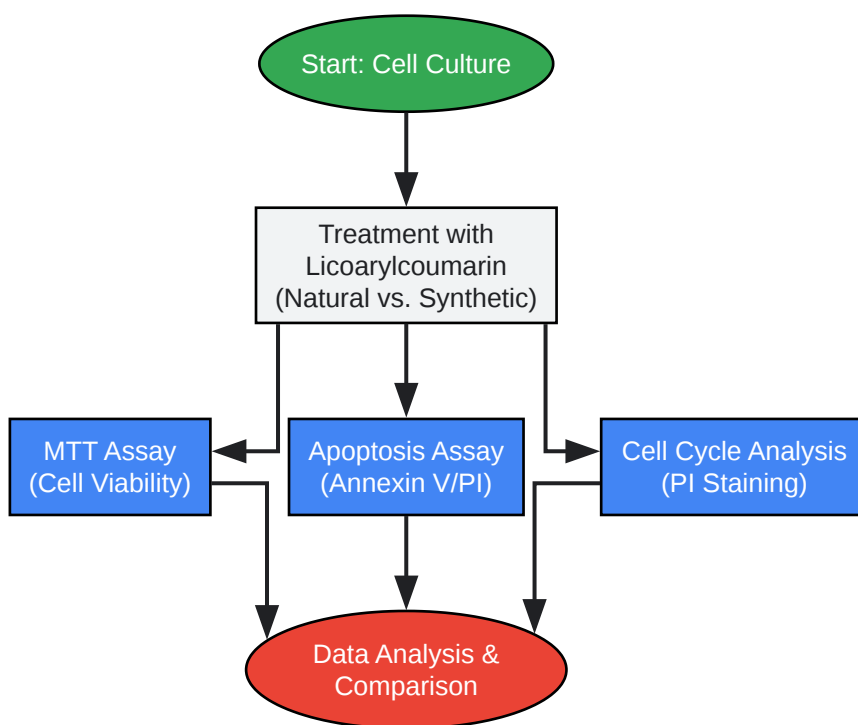 Start: Cell Culture
Treatment with
Licoarylcoumarin
(Natural vs. Synthetic)
MTT Assay
(Cell Viability)
Apoptosis Assay
(Annexin V/PI)
Cell Cycle Analysis
(PI Staining)
Data Analysis &
Comparison